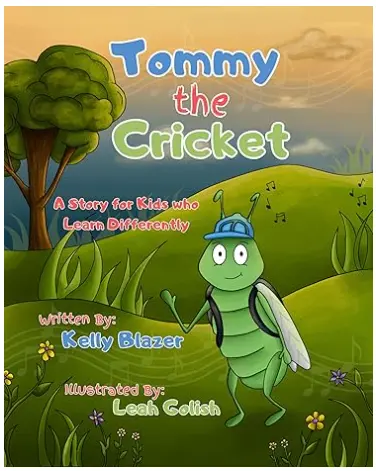 Tommy
the
Cricket
A Story for Kids who
Learn Differently
Written By:
Kelly Blazer
Illustrated By:
Leah Golish